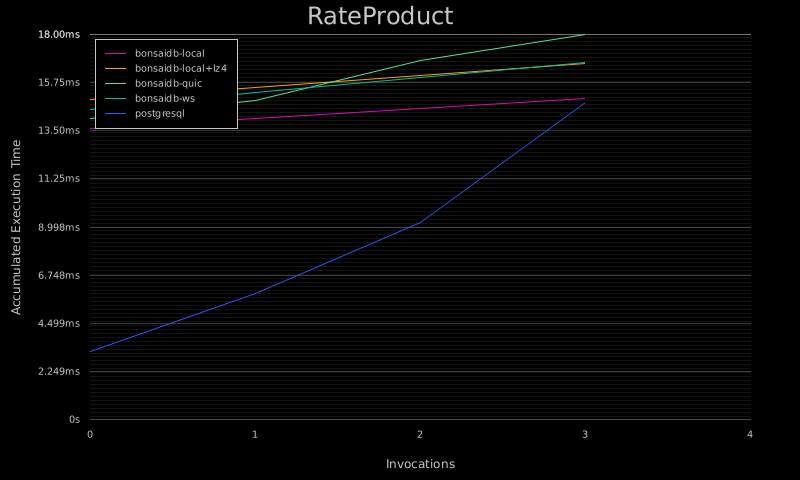 RateProduct
18.00ms
bonsaidb-local
bonsaidb-local+lz4
bonsaidb-quic
bonsaidb-ws
postgresql
15.75ms
13.50ms
11.25ms
8.998ms
6.748ms
4.499ms
2.249ms
0s
Accumulated Execution Time
0 1 2 3 4
Invocations